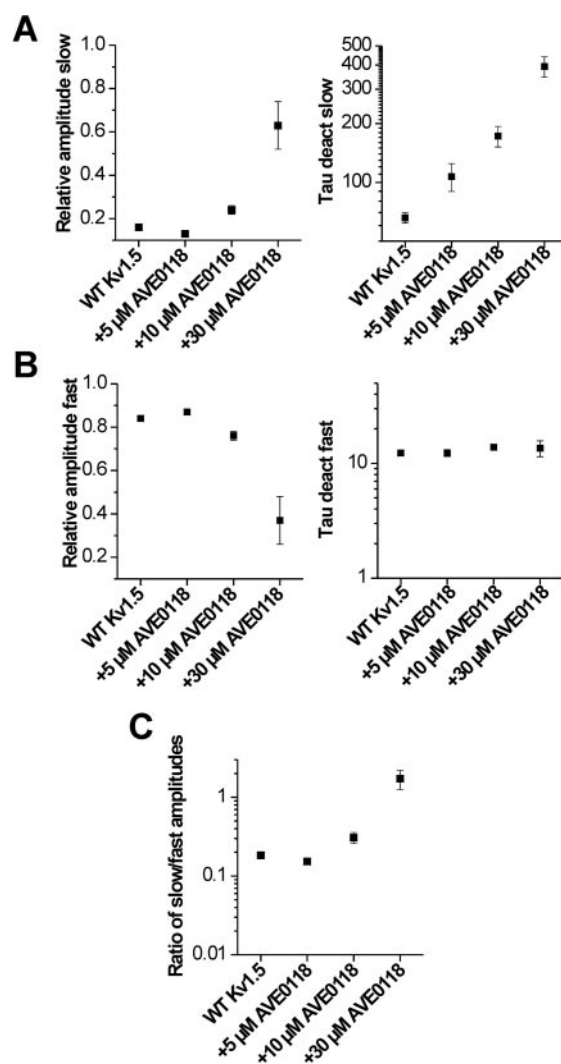 A
Relative amplitude slow
1.0
0.8
0.6
0.4
0.2
WT Kv1.5
+5 µM AVE0118
+10 µM AVE0118
+30 µM AVE0118
Tau deact slow
500
400
300
200
100
WT Kv1.5
+5 µM AVE0118
+10 µM AVE0118
+30 µM AVE0118
B
Relative amplitude fast
1.0
0.8
0.6
0.4
0.2
WT Kv1.5
+5 µM AVE0118
+10 µM AVE0118
+30 µM AVE0118
Tau deact fast
10
1
WT Kv1.5
+5 µM AVE0118
+10 µM AVE0118
+30 µM AVE0118
C
Ratio of slow/fast amplitudes
1
0.1
0.01
WT Kv1.5
+5 µM AVE0118
+10 µM AVE0118
+30 µM AVE0118